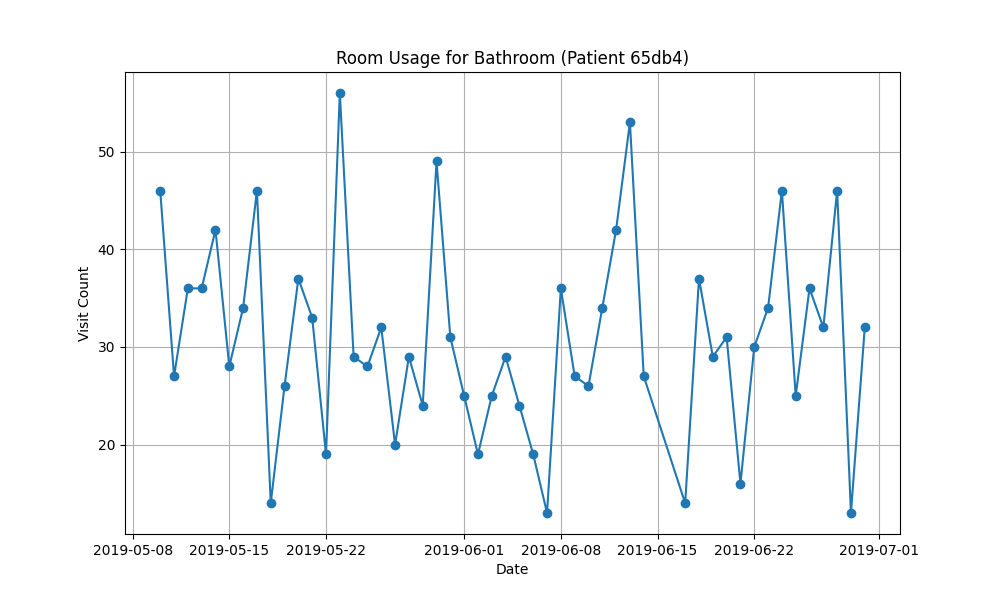 Room Usage for Bathroom (Patient 65db4)
50
40
30
20
Visit Count
2019-05-08 2019-05-15 2019-05-22 2019-06-01 2019-06-08 2019-06-15 2019-06-22 2019-07-01
Date